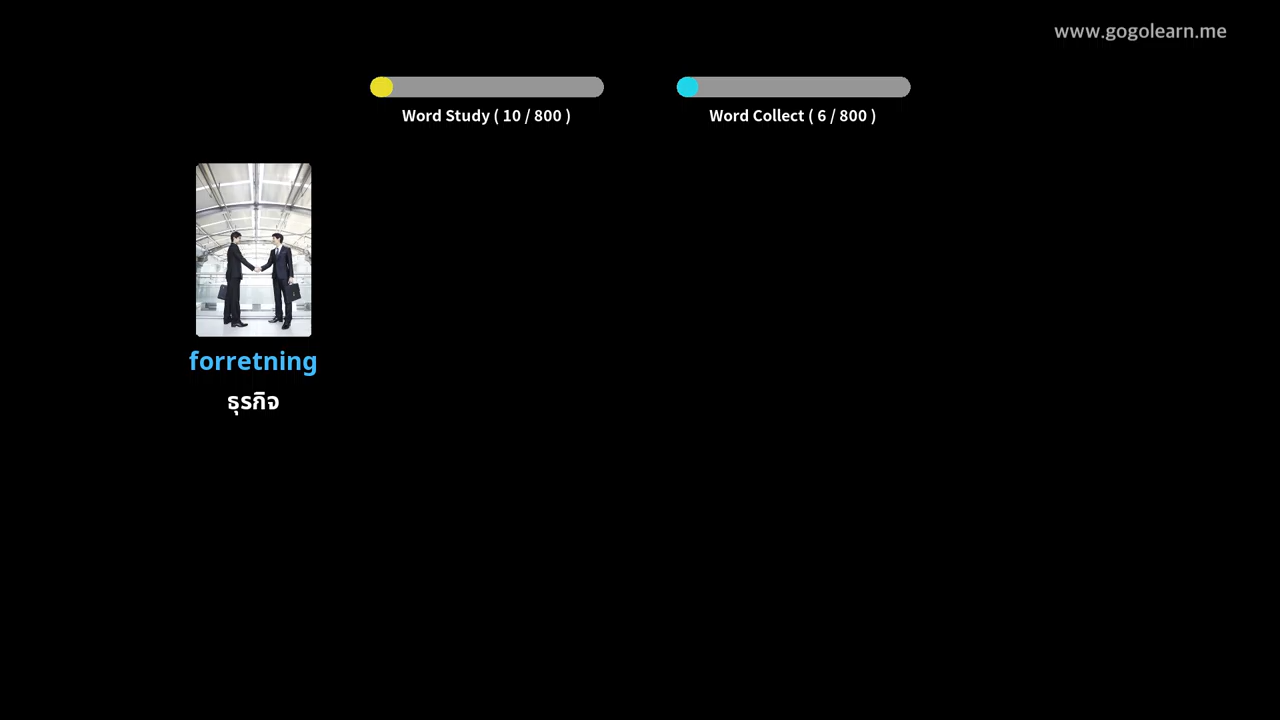 www.gogolearn.me
Word Study ( 10 / 800 )
Word Collect ( 6 / 800 )
forretning
ธุรกิจ